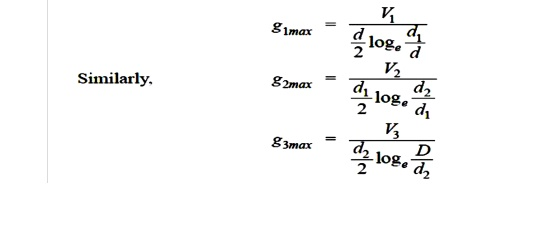 g1max = V1 / (d/2 loge d1/d)
Similarly, g2max = V2 / (d1/2 loge d2/d1)
g3max = V3 / (d2/2 loge D/d2)